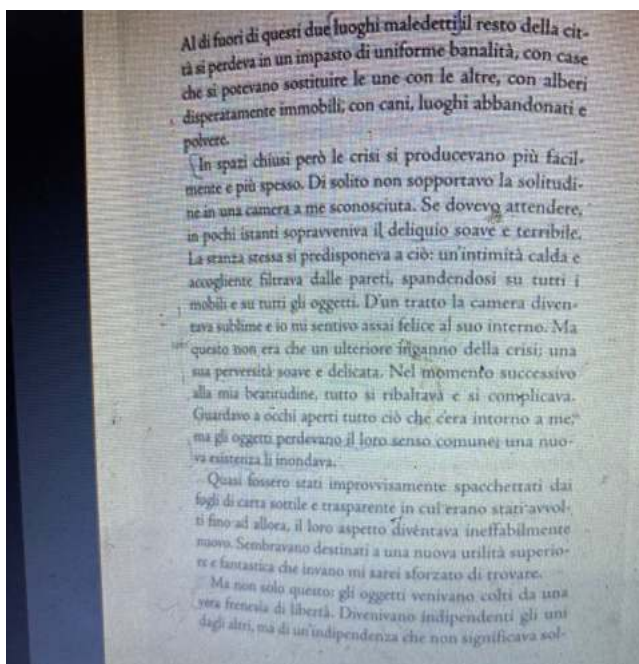 Al di fuori di questi due luoghi maledetti il resto della cit-
tà si perdeva in un impasto di uniforme banalità, con case
che si potevano sostituire le une con le altre, con alberi
disperatamente immobili, con cani, luoghi abbandonati e
polvere.
In spazi chiusi però le crisi si producevano più facil-
mente e più spesso. Di solito non sopportavo la solitudi-
ne in una camera a me sconosciuta. Se dovevo attendere,
in pochi istanti sopravveniva il deliquio soave e terribile.
La stanza stessa si predisponeva a ciò: un'intimità calda e
accogliente filtrava dalle pareti, spandendosi su tutti i
mobili e su tutti gli oggetti. D'un tratto la camera diven-
tava sublime e io mi sentivo assai felice al suo interno. Ma
questo non era che un ulteriore inganno della crisi; una
sua perversità soave e delicata. Nel momento successivo
alla mia beatitudine, tutto si ribaltava e si complicava.
Guardavo a occhi aperti tutto ciò che c'era intorno a me,
ma gli oggetti perdevano il loro senso comune; una nuo-
va esistenza li inondava.
Quasi fossero stati improvvisamente spacchettati dai
fogli di carta sottile e trasparente in cui erano stati avvol-
ti fino ad allora, il loro aspetto diventava ineffabilmente
nuovo. Sembravano destinati a una nuova utilità superio-
re e fantastica che invano mi sarei sforzato di trovare.
Ma non solo questo: gli oggetti venivano colti da una
vera frenesia di libertà. Divenivano indipendenti gli uni
dagli altri, ma di un'indipendenza che non significava sol-